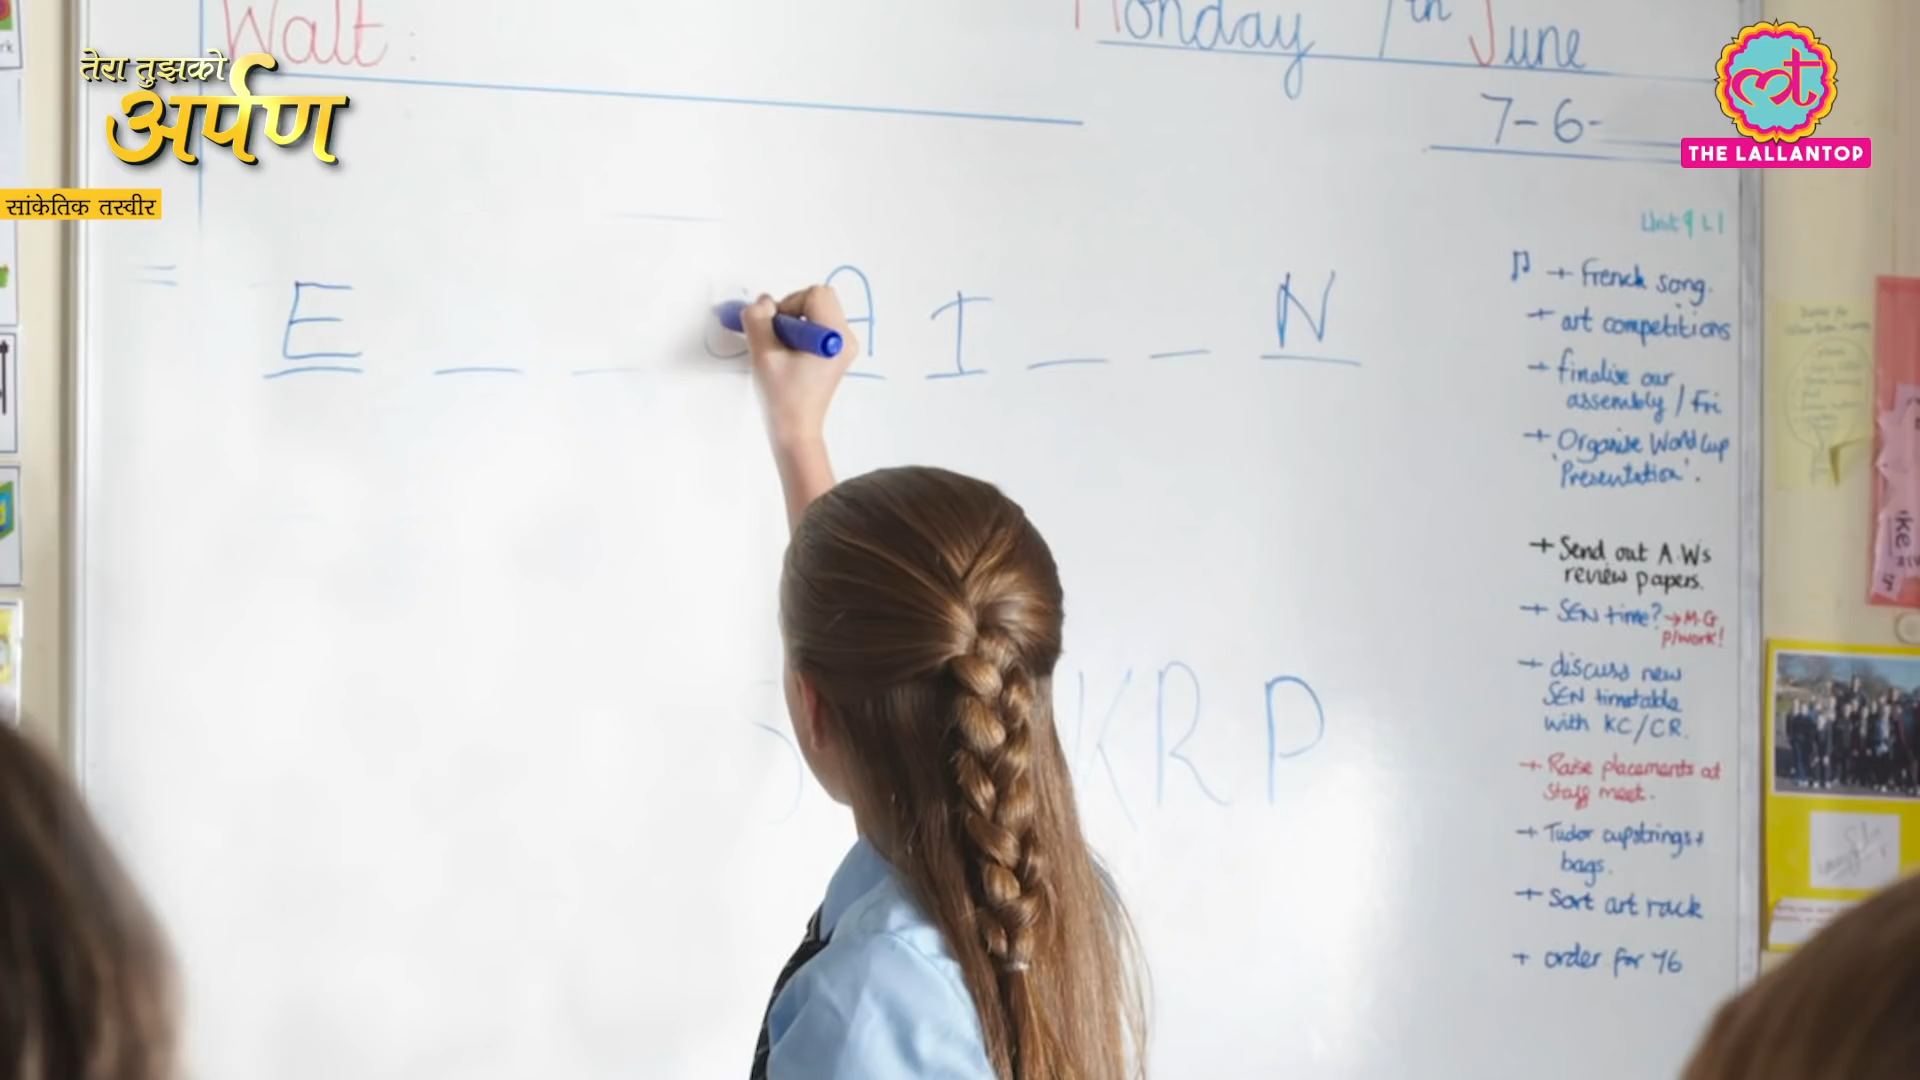 Walt:
Monday 7th June
7-6-
तेरा तुझको
अर्पण
THE LALLANTOP
सांकेतिक तस्वीर
Unit 9 L1
E _ _ _ A I _ _ N
+ French song.
+ art competitions
+ finalise our
assembly / Fri
+ Organise World Cup
'Presentation'.
+ Send out A.Ws
review papers.
+ SEN time? → M.G
p/work!
+ discuss new
SEN timetable
with KC/CR.
+ Raise placements at
staff meet.
+ Tudor cupstrings +
bags.
+ Sort art rack
+ order for Y6
K R P